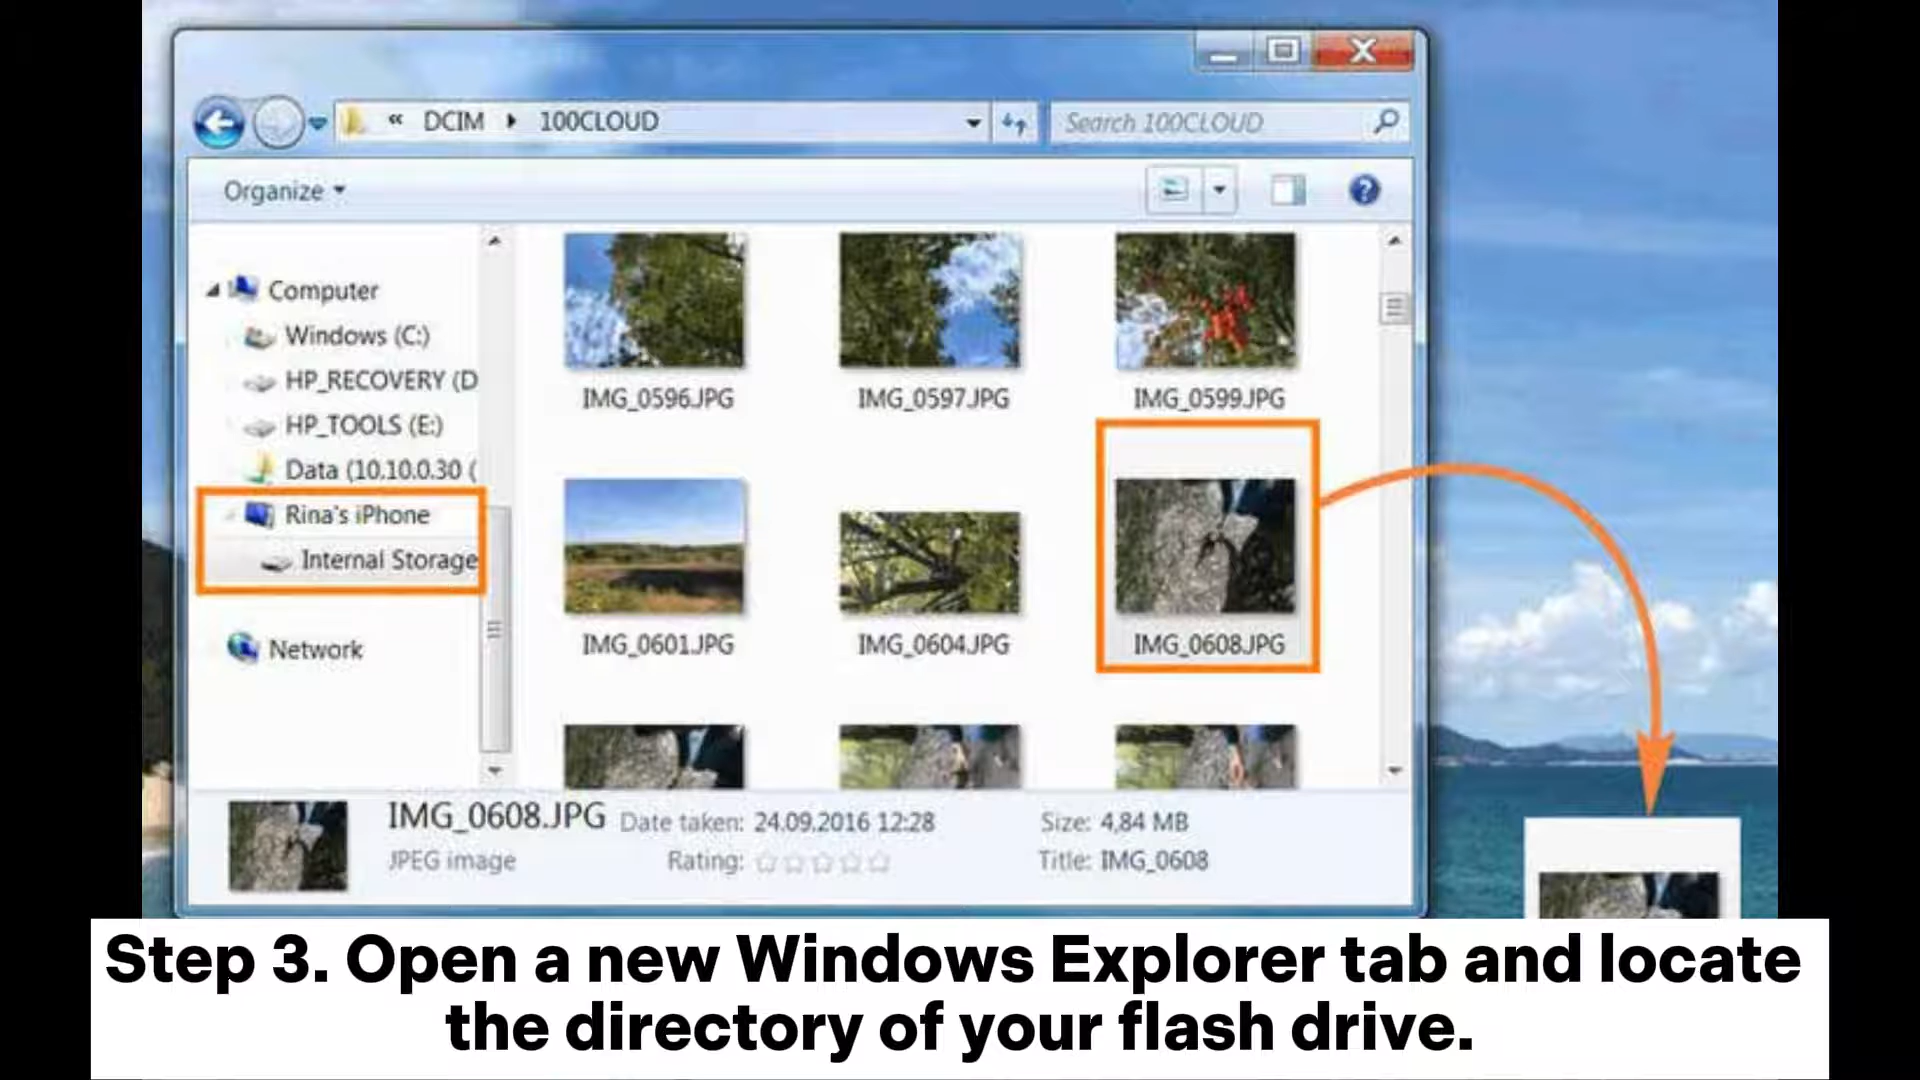 « DCIM ▸ 100CLOUD
Search 100CLOUD
Organize
Computer
Windows (C:)
HP_RECOVERY (D
HP_TOOLS (E:)
Data (10.10.0.30 (
Rina's iPhone
Internal Storage
Network
IMG_0596.JPG
IMG_0597.JPG
IMG_0599.JPG
IMG_0601.JPG
IMG_0604.JPG
IMG_0608.JPG
IMG_0608.JPG Date taken: 24.09.2016 12:28 Size: 4,84 MB
JPEG image Rating: Title: IMG_0608
Step 3. Open a new Windows Explorer tab and locate
the directory of your flash drive.